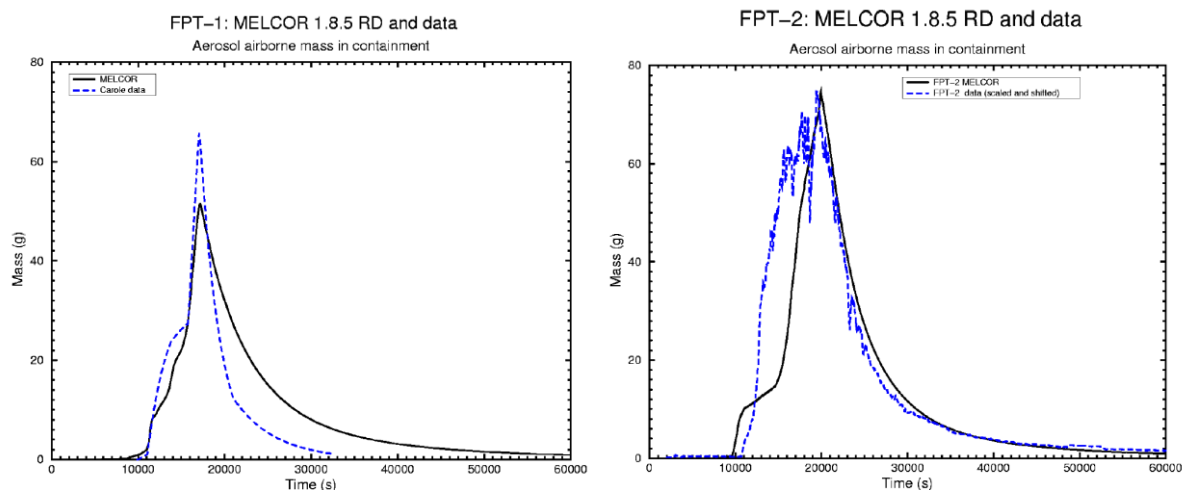 FPT-1: MELCOR 1.8.5 RD and data
Aerosol airborne mass in containment
80
60
40
20
0
Mass (g)
MELCOR
Carole data
0 10000 20000 30000 40000 50000 60000
Time (s)
FPT-2: MELCOR 1.8.5 RD and data
Aerosol airborne mass in containment
80
60
40
20
0
Mass (g)
FPT-2 MELCOR
FPT-2 data (scaled and shifted)
0 10000 20000 30000 40000 50000 60000
Time (s)